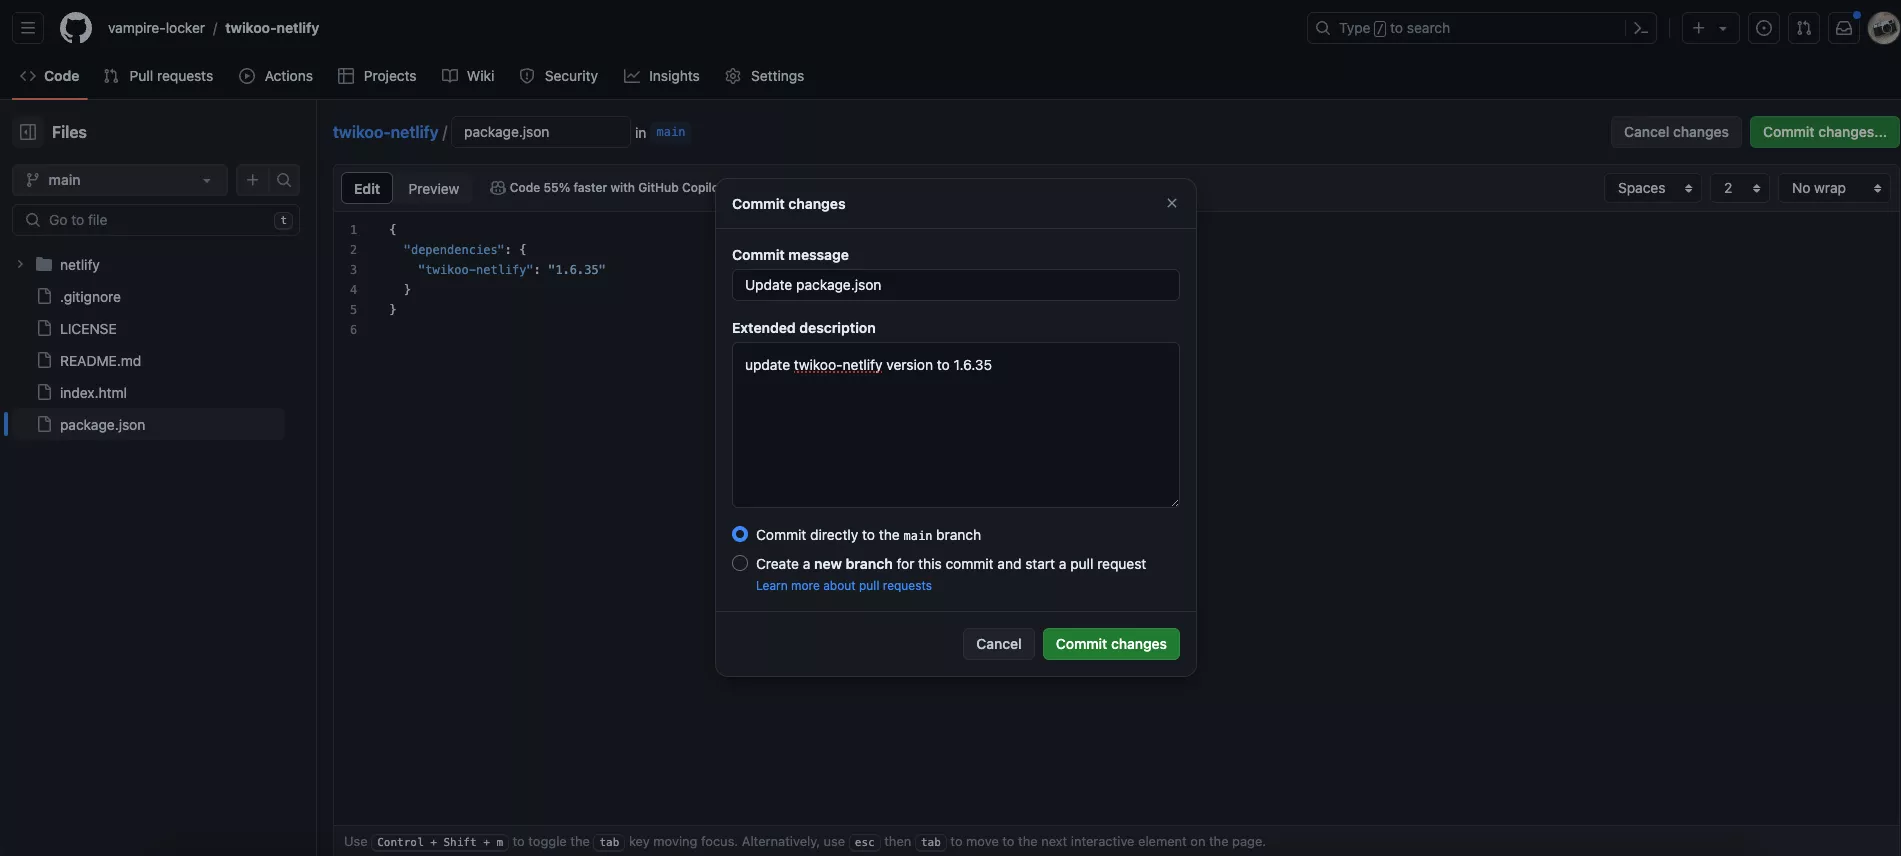 vampire-locker / twikoo-netlify
Type / to search
Code
Pull requests
Actions
Projects
Wiki
Security
Insights
Settings
Files
main
Go to file
t
netlify
.gitignore
LICENSE
README.md
index.html
package.json
twikoo-netlify / package.json in main
Cancel changes
Commit changes...
Edit
Preview
Code 55% faster with GitHub Copilo
Spaces
2
No wrap
1 {
2 "dependencies": {
3 "twikoo-netlify": "1.6.35"
4 }
5 }
6
Commit changes
Commit message
Update package.json
Extended description
update twikoo-netlify version to 1.6.35
Commit directly to the main branch
Create a new branch for this commit and start a pull request
Learn more about pull requests
Cancel
Commit changes
Use Control + Shift + m to toggle the tab key moving focus. Alternatively, use esc then tab to move to the next interactive element on the page.